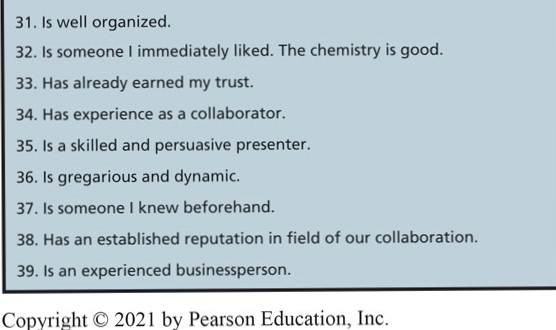 31. Is well organized.
32. Is someone I immediately liked. The chemistry is good.
33. Has already earned my trust.
34. Has experience as a collaborator.
35. Is a skilled and persuasive presenter.
36. Is gregarious and dynamic.
37. Is someone I knew beforehand.
38. Has an established reputation in field of our collaboration.
39. Is an experienced businessperson.
Copyright © 2021 by Pearson Education, Inc.